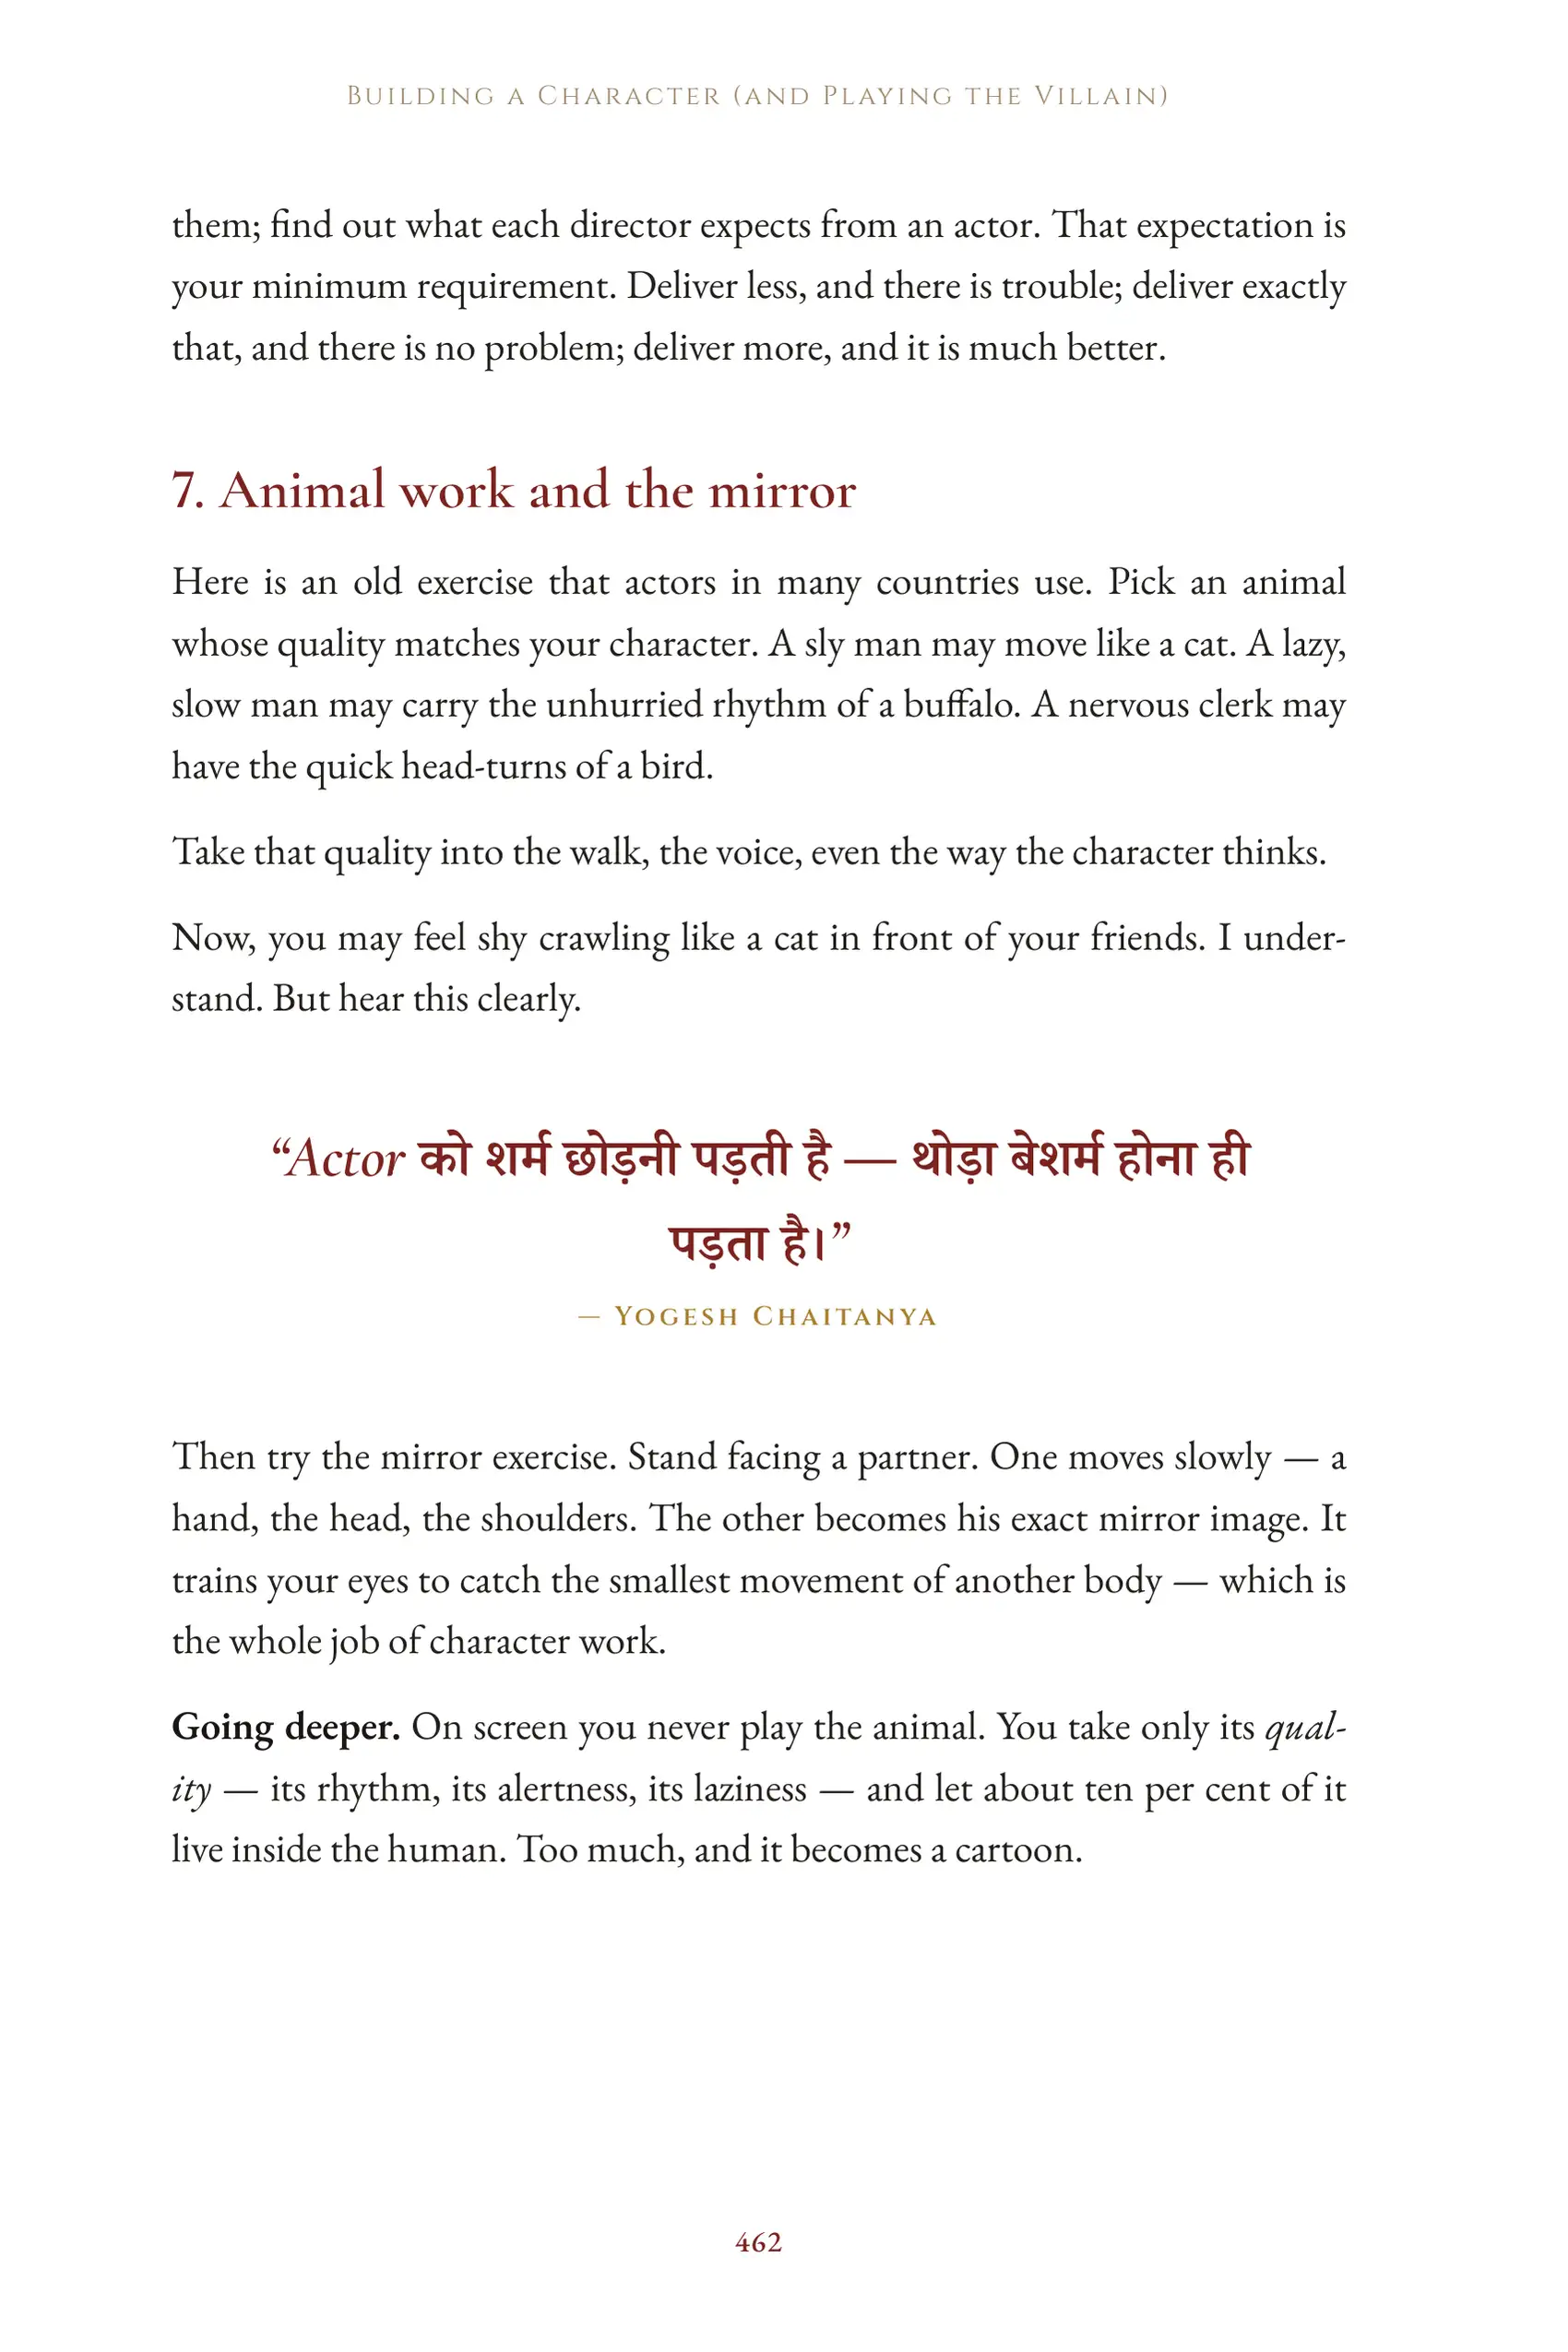 Building a Character (and Playing the Villain)
them; find out what each director expects from an actor. That expectation is
your minimum requirement. Deliver less, and there is trouble; deliver exactly
that, and there is no problem; deliver more, and it is much better.
7. Animal work and the mirror
Here is an old exercise that actors in many countries use. Pick an animal
whose quality matches your character. A sly man may move like a cat. A lazy,
slow man may carry the unhurried rhythm of a buffalo. A nervous clerk may
have the quick head-turns of a bird.
Take that quality into the walk, the voice, even the way the character thinks.
Now, you may feel shy crawling like a cat in front of your friends. I under-
stand. But hear this clearly.
“Actor को शर्म छोड़नी पड़ती है — थोड़ा बेशर्म होना ही
पड़ता है।”
— Yogesh Chaitanya
Then try the mirror exercise. Stand facing a partner. One moves slowly — a
hand, the head, the shoulders. The other becomes his exact mirror image. It
trains your eyes to catch the smallest movement of another body — which is
the whole job of character work.
Going deeper. On screen you never play the animal. You take only its qual-
ity — its rhythm, its alertness, its laziness — and let about ten per cent of it
live inside the human. Too much, and it becomes a cartoon.
462